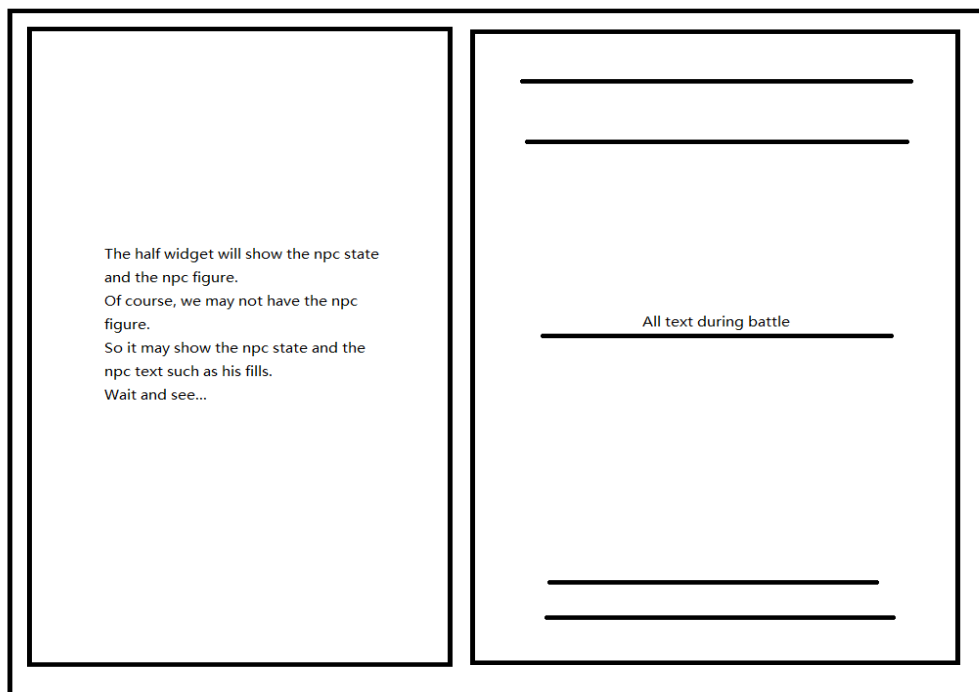 The half widget will show the npc state
and the npc figure.
Of course, we may not have the npc
figure.
So it may show the npc state and the
npc text such as his fills.
Wait and see...
All text during battle